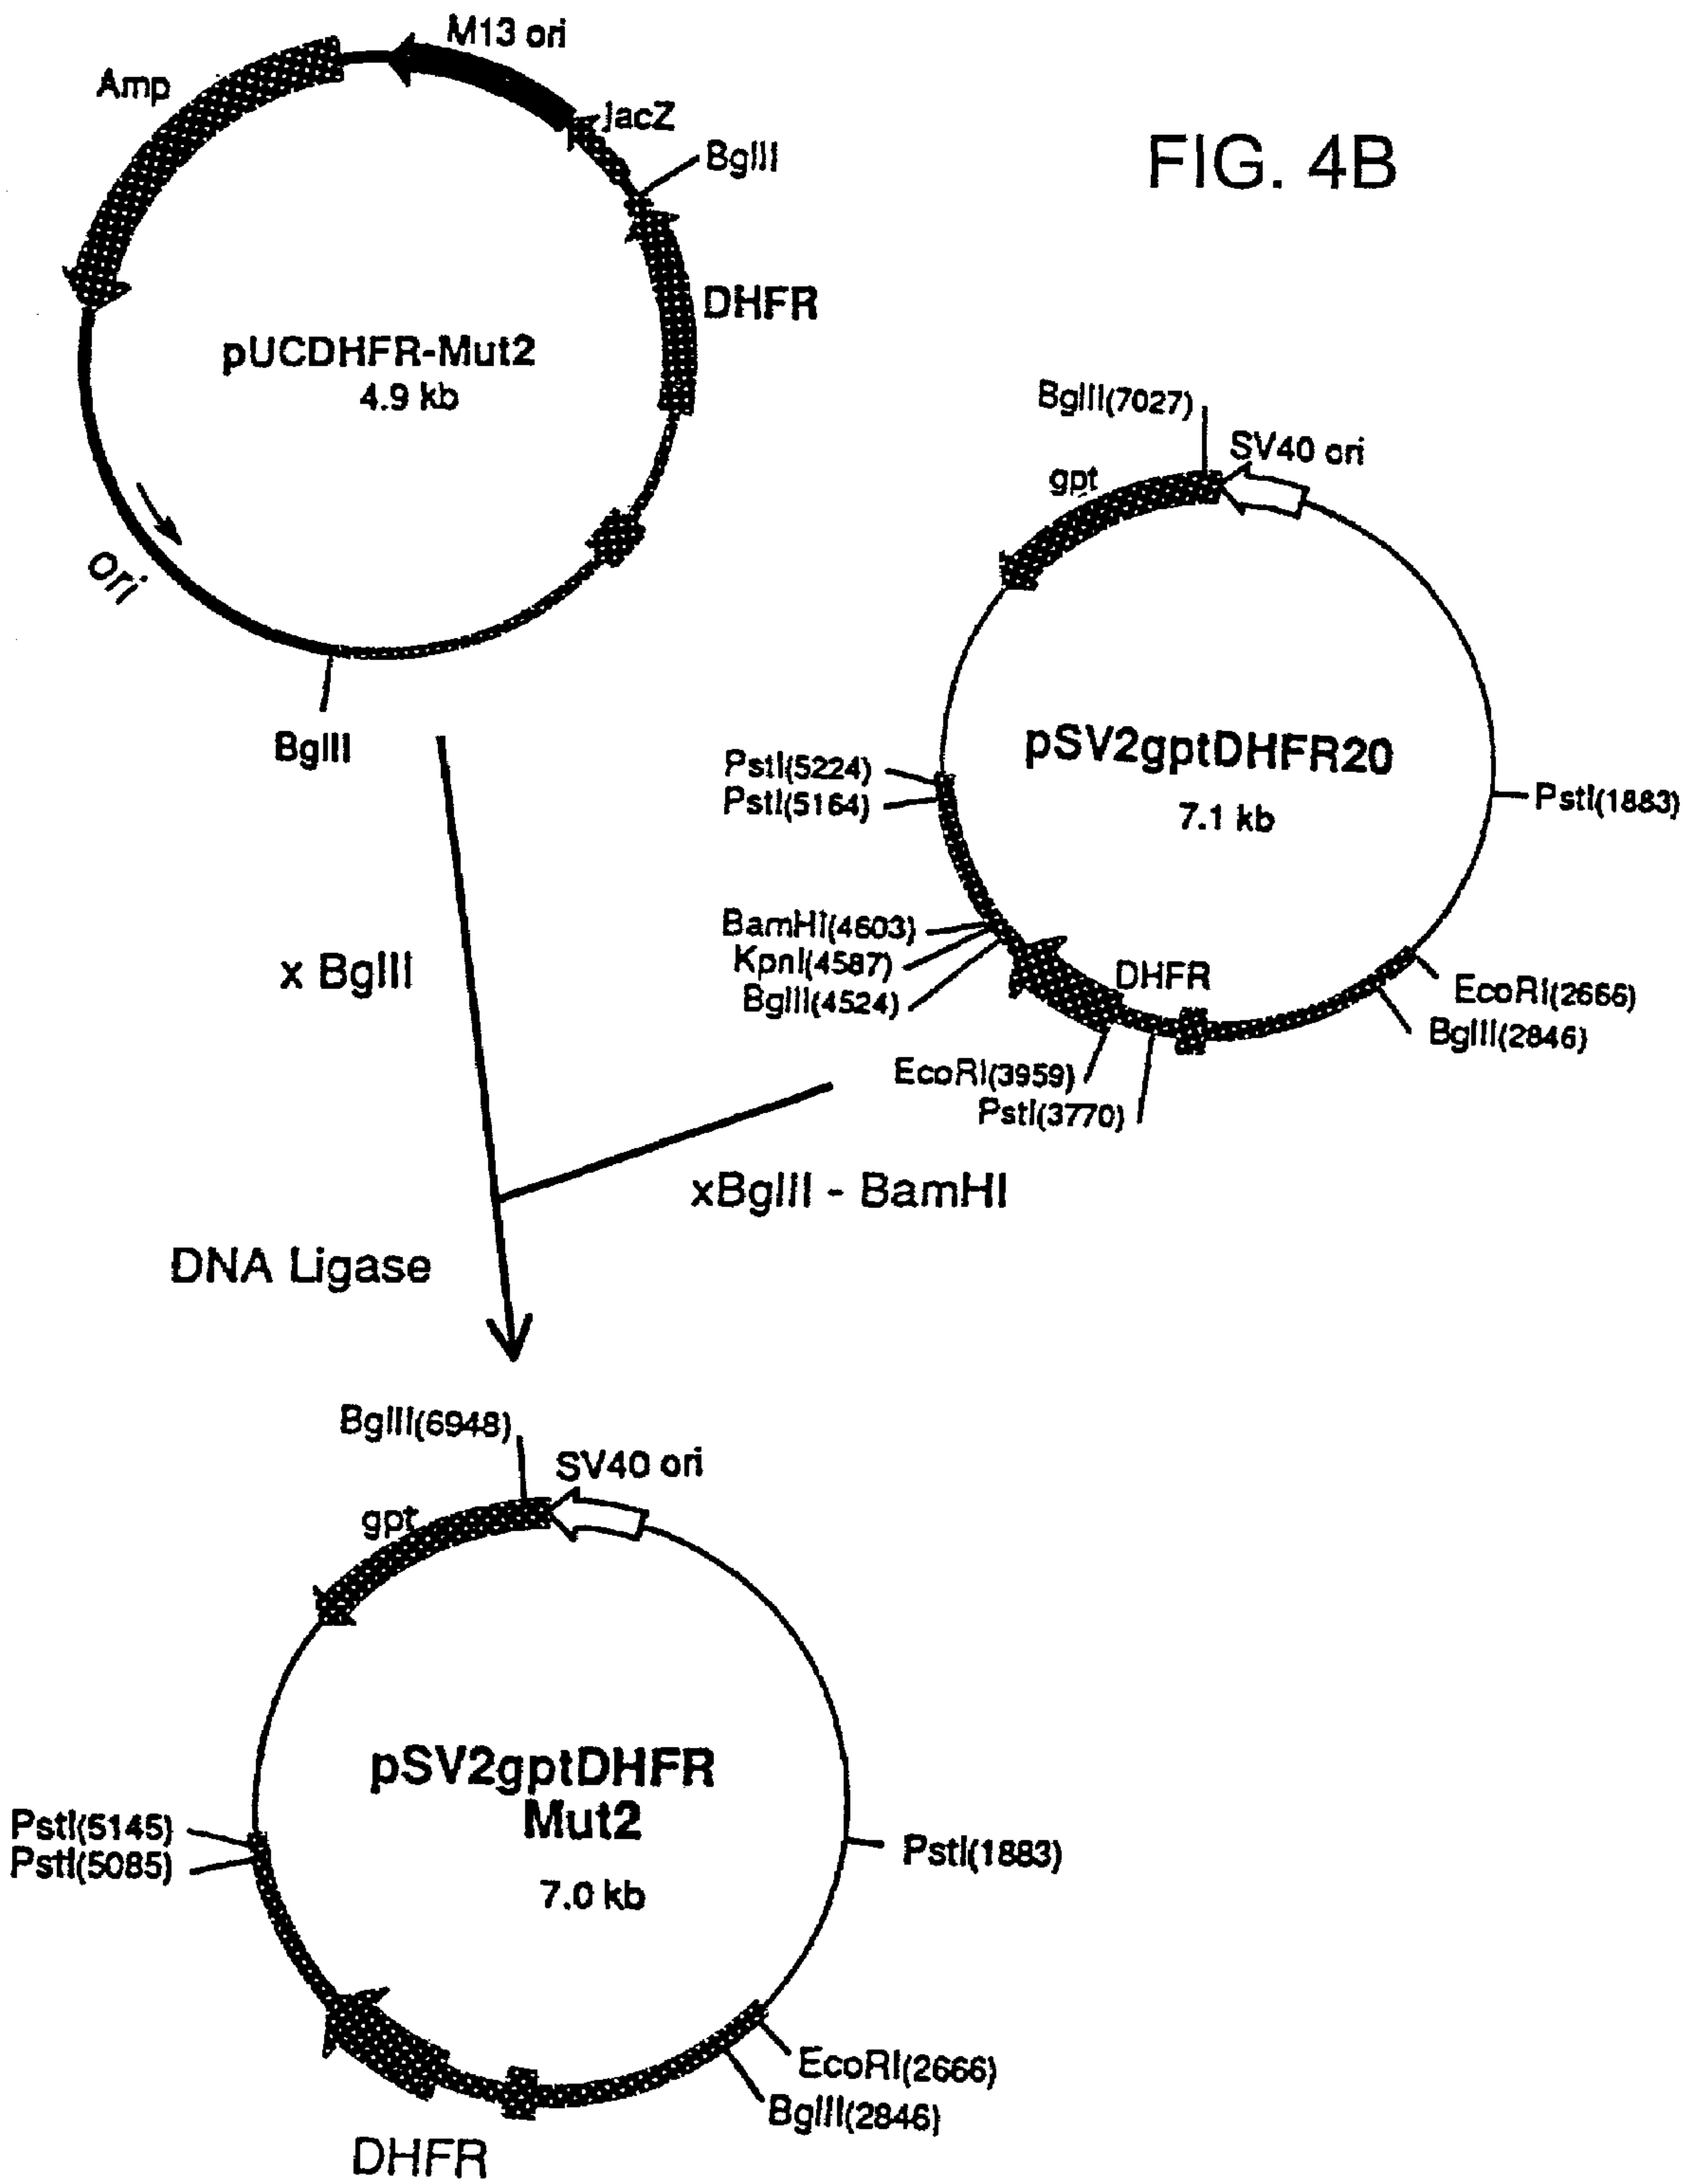 FIG. 4B
M13 ori
Amp
lacZ
BglII
DHFR
pUCDHFR-Mut2
4.9 kb
ori
BglII
BglII(7027)
SV40 ori
gpt
pSV2gptDHFR20
7.1 kb
PstI(5224)
PstI(5164)
PstI(1883)
BamHI(4603)
KpnI(4587)
BglII(4524)
DHFR
EcoRI(2666)
BglII(2846)
EcoRI(3959)
PstI(3770)
x BglII
xBglII - BamHI
DNA Ligase
BglII(6948)
SV40 ori
gpt
pSV2gptDHFR
Mut2
7.0 kb
PstI(5145)
PstI(5085)
PstI(1883)
EcoRI(2666)
BglII(2846)
DHFR